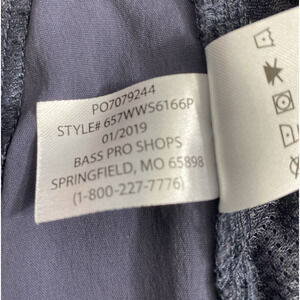 PO7079244
STYLE# 657WWS6166P
01/2019
BASS PRO SHOPS
SPRINGFIELD, MO 65898
(1-800-227-7776)